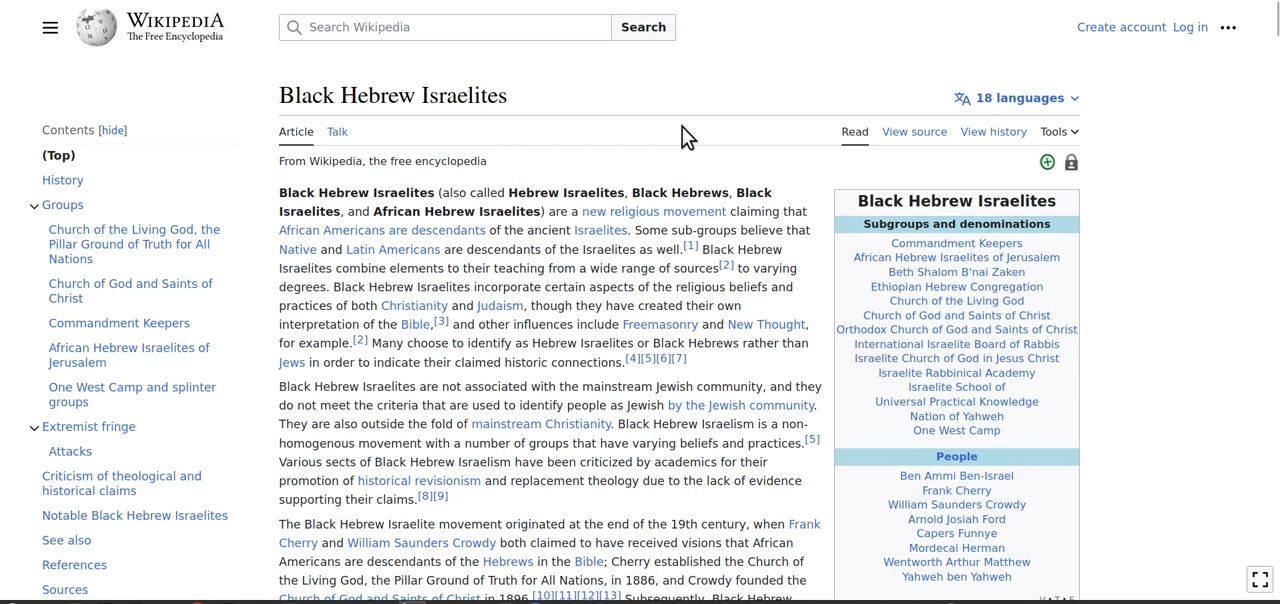 WIKIPEDIA
The Free Encyclopedia
Search Wikipedia
Search
Create account Log in
Black Hebrew Israelites
18 languages
Contents [hide]
(Top)
History
Groups
Church of the Living God, the
Pillar Ground of Truth for All
Nations
Church of God and Saints of
Christ
Commandment Keepers
African Hebrew Israelites of
Jerusalem
One West Camp and splinter
groups
Extremist fringe
Attacks
Criticism of theological and
historical claims
Notable Black Hebrew Israelites
See also
References
Sources
Article Talk
Read View source View history Tools
From Wikipedia, the free encyclopedia
Black Hebrew Israelites (also called Hebrew Israelites, Black Hebrews, Black
Israelites, and African Hebrew Israelites) are a new religious movement claiming that
African Americans are descendants of the ancient Israelites. Some sub-groups believe that
Native and Latin Americans are descendants of the Israelites as well.[1] Black Hebrew
Israelites combine elements to their teaching from a wide range of sources[2] to varying
degrees. Black Hebrew Israelites incorporate certain aspects of the religious beliefs and
practices of both Christianity and Judaism, though they have created their own
interpretation of the Bible,[3] and other influences include Freemasonry and New Thought,
for example.[2] Many choose to identify as Hebrew Israelites or Black Hebrews rather than
Jews in order to indicate their claimed historic connections.[4][5][6][7]
Black Hebrew Israelites are not associated with the mainstream Jewish community, and they
do not meet the criteria that are used to identify people as Jewish by the Jewish community.
They are also outside the fold of mainstream Christianity. Black Hebrew Israelism is a non-
homogenous movement with a number of groups that have varying beliefs and practices.[5]
Various sects of Black Hebrew Israelism have been criticized by academics for their
promotion of historical revisionism and replacement theology due to the lack of evidence
supporting their claims.[8][9]
The Black Hebrew Israelite movement originated at the end of the 19th century, when Frank
Cherry and William Saunders Crowdy both claimed to have received visions that African
Americans are descendants of the Hebrews in the Bible; Cherry established the Church of
the Living God, the Pillar Ground of Truth for All Nations, in 1886, and Crowdy founded the
Church of God and Saints of Christ in 1896.[10][11][12][13] Subsequently, Black Hebrew
Black Hebrew Israelites
Subgroups and denominations
Commandment Keepers
African Hebrew Israelites of Jerusalem
Beth Shalom B'nai Zaken
Ethiopian Hebrew Congregation
Church of the Living God
Church of God and Saints of Christ
Orthodox Church of God and Saints of Christ
International Israelite Board of Rabbis
Israelite Church of God in Jesus Christ
Israelite Rabbinical Academy
Israelite School of
Universal Practical Knowledge
Nation of Yahweh
One West Camp
People
Ben Ammi Ben-Israel
Frank Cherry
William Saunders Crowdy
Arnold Josiah Ford
Capers Funnye
Mordecai Herman
Wentworth Arthur Matthew
Yahweh ben Yahweh
V • T • E